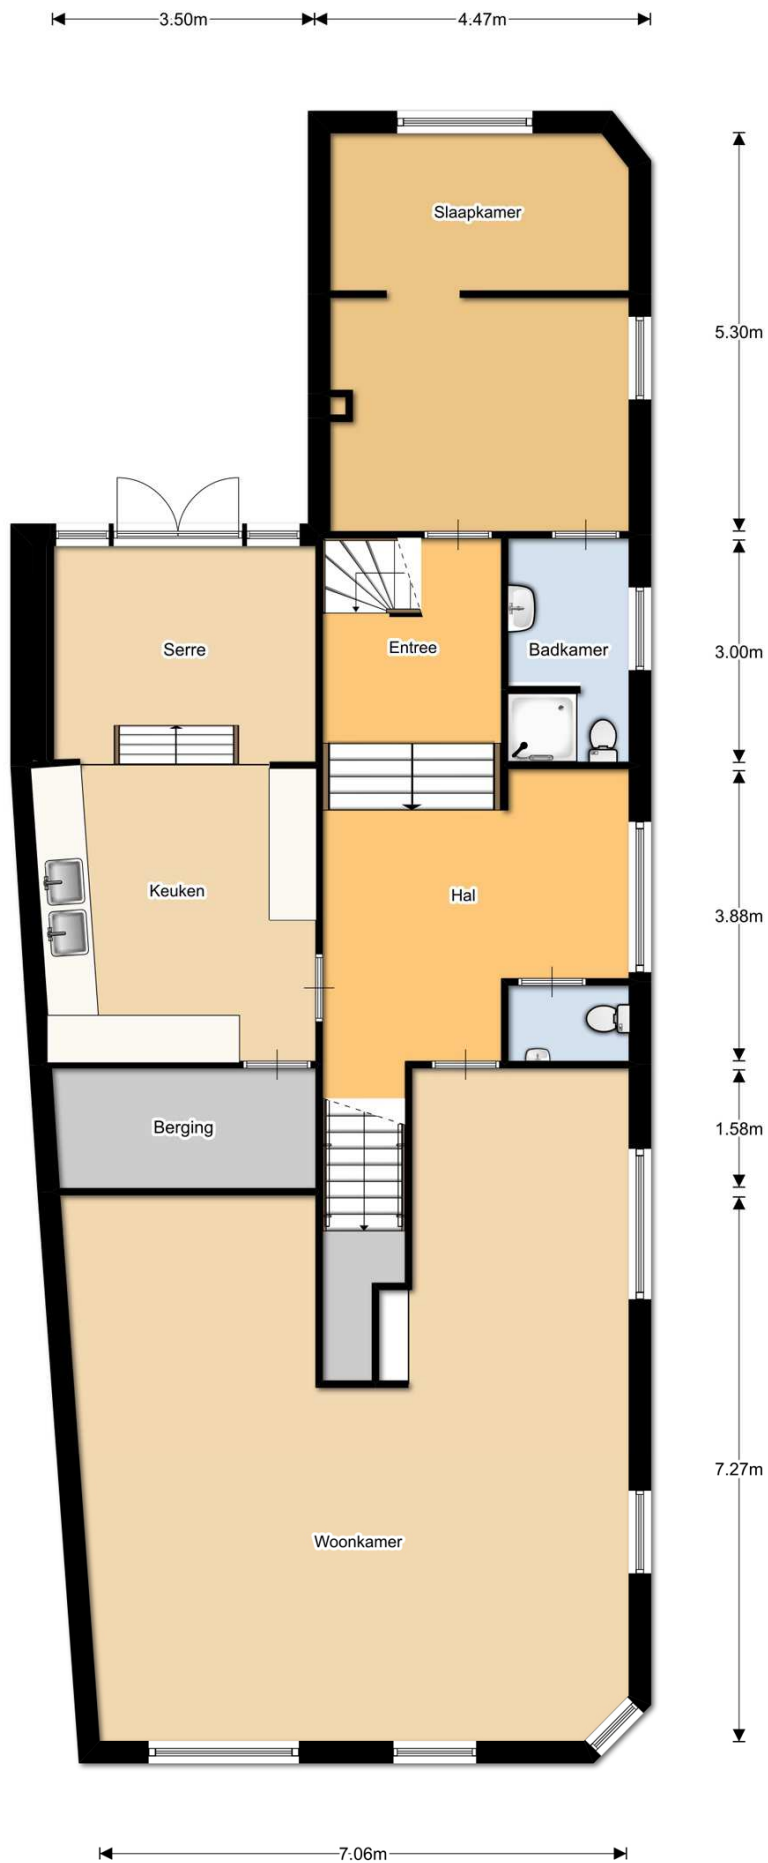 3.50m
4.47m
Slaapkamer
5.30m
Serre
Entree
Badkamer
3.00m
Keuken
Hal
3.88m
Berging
1.58m
7.27m
Woonkamer
7.06m